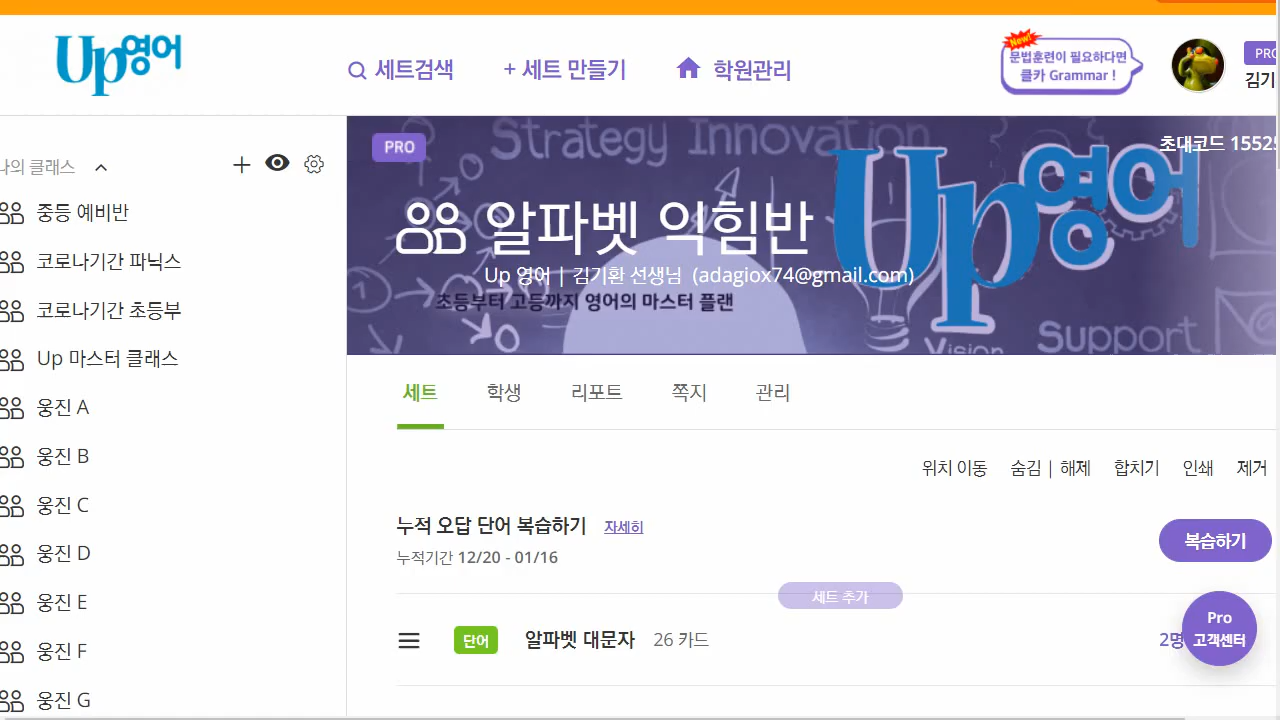 Up영어
세트검색
+ 세트 만들기
학원관리
New!
문법훈련이 필요하다면
클카 Grammar !
PRO
김기
나의 클래스
중등 예비반
코로나기간 파닉스
코로나기간 초등부
Up 마스터 클래스
웅진 A
웅진 B
웅진 C
웅진 D
웅진 E
웅진 F
웅진 G
PRO
Strategy Innovation
초대코드 15525
Up영어
알파벳 익힘반
Up 영어 | 김기환 선생님 (adagiox74@gmail.com)
초등부터 고등까지 영어의 마스터 플랜
Vision
Support
세트
학생
리포트
쪽지
관리
위치 이동
숨김 | 해제
합치기
인쇄
제거
누적 오답 단어 복습하기 자세히
누적기간 12/20 - 01/16
복습하기
세트 추가
단어
알파벳 대문자 26 카드
2명
Pro
고객센터